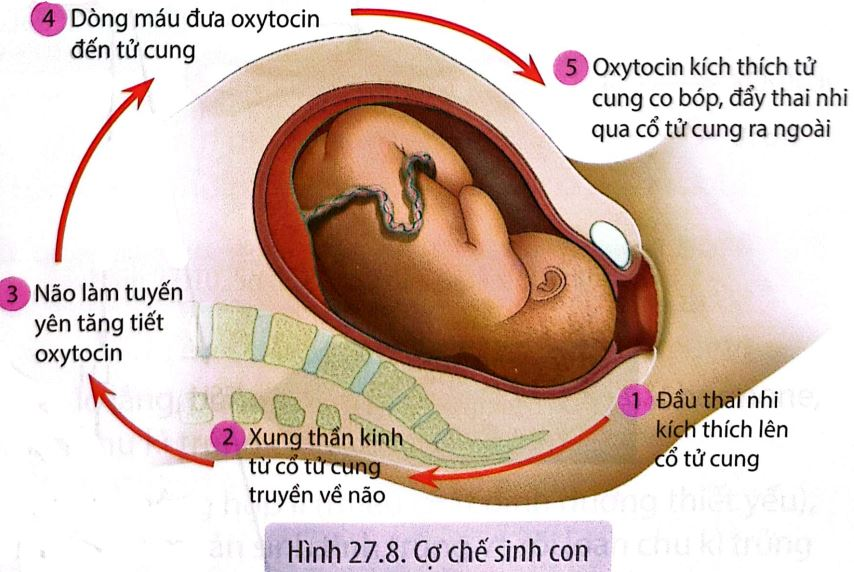 4 Dòng máu đưa oxytocin
đến tử cung
5 Oxytocin kích thích tử
cung co bóp, đẩy thai nhi
qua cổ tử cung ra ngoài
3 Não làm tuyến
yên tăng tiết
oxytocin
1 Đầu thai nhi
kích thích lên
cổ tử cung
2 Xung thần kinh
từ cổ tử cung
truyền về não
Hình 27.8. Cơ chế sinh con